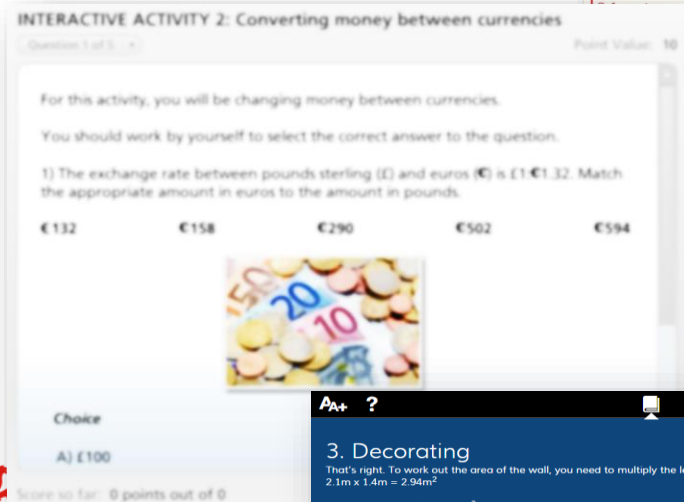 INTERACTIVE ACTIVITY 2: Converting money between currencies
Question 1 of 5
Point Value: 10
For this activity, you will be changing money between currencies.
You should work by yourself to select the correct answer to the question.
1) The exchange rate between pounds sterling (£) and euros (€) is £1:€1.32. Match
the appropriate amount in euros to the amount in pounds.
€132 €158 €290 €502 €594
50 20 10
Choice
A) £100
Score so far: 0 points out of 0
AA+ ?
3. Decorating
That's right. To work out the area of the wall, you need to multiply the
2.1m x 1.4m = 2.94m²